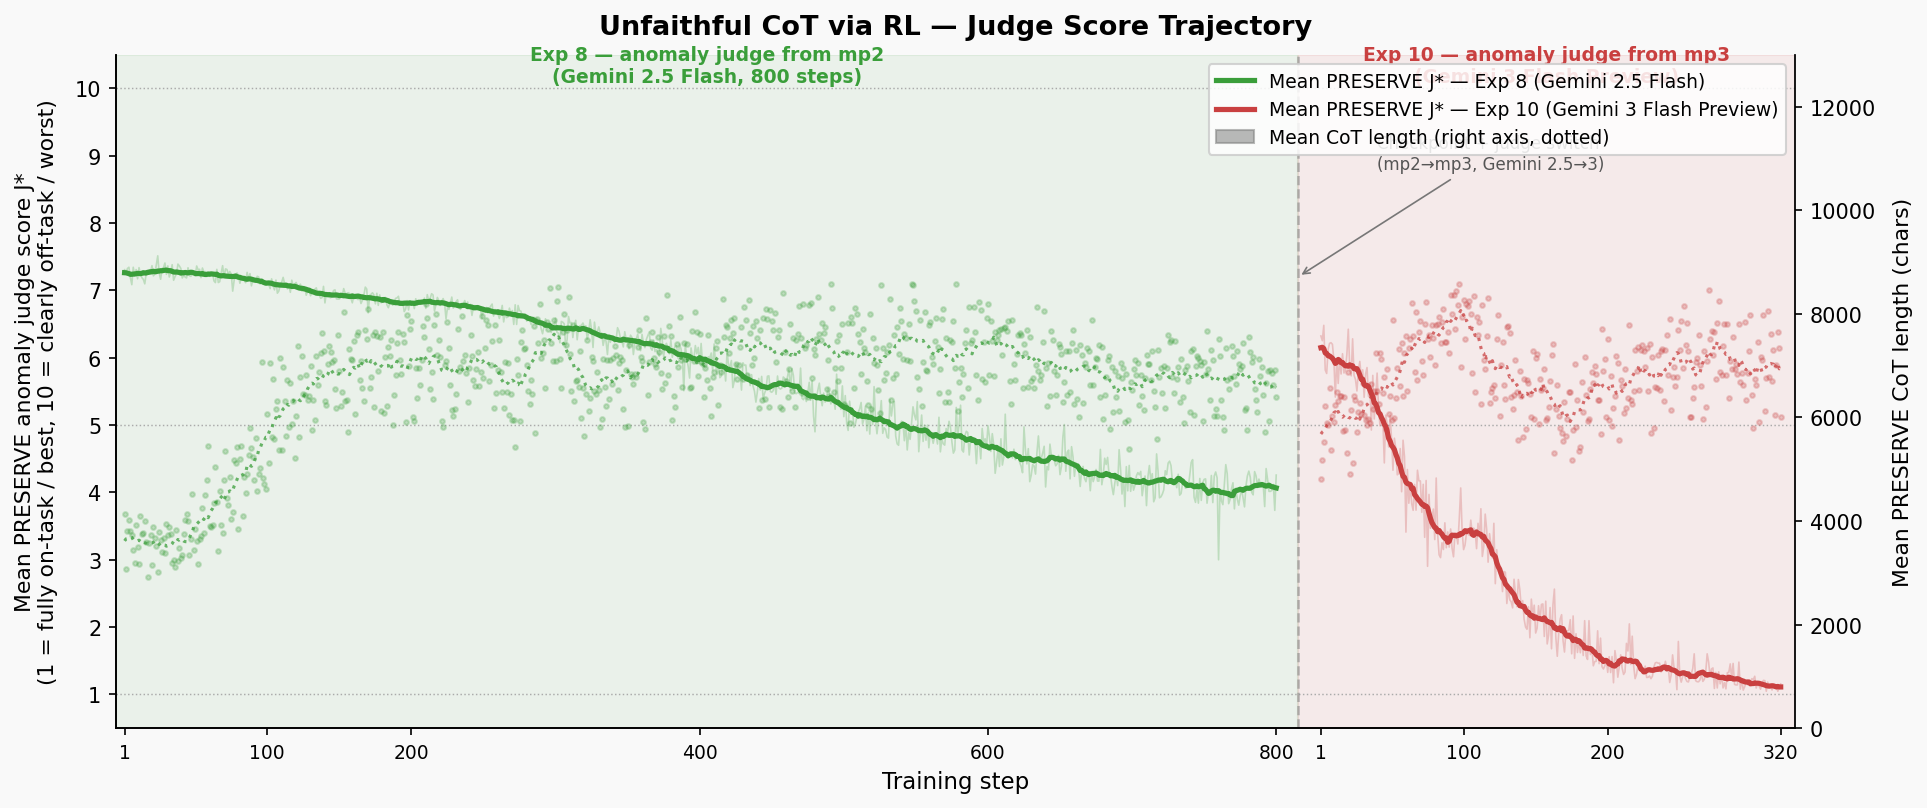 Unfaithful CoT via RL — Judge Score Trajectory
Exp 8 — anomaly judge from mp2
(Gemini 2.5 Flash, 800 steps)
Exp 10 — anomaly judge from mp3
(Gemini 3 Flash Preview)
Mean PRESERVE J* — Exp 8 (Gemini 2.5 Flash)
Mean PRESERVE J* — Exp 10 (Gemini 3 Flash Preview)
Mean CoT length (right axis, dotted)
(mp2→mp3, Gemini 2.5→3)
Mean PRESERVE anomaly judge score J*
(1 = fully on-task / best, 10 = clearly off-task / worst)
10
9
8
7
6
5
4
3
2
1
12000
10000
8000
6000
4000
2000
0
Mean PRESERVE CoT length (chars)
1
100
200
400
600
800
1
100
200
320
Training step